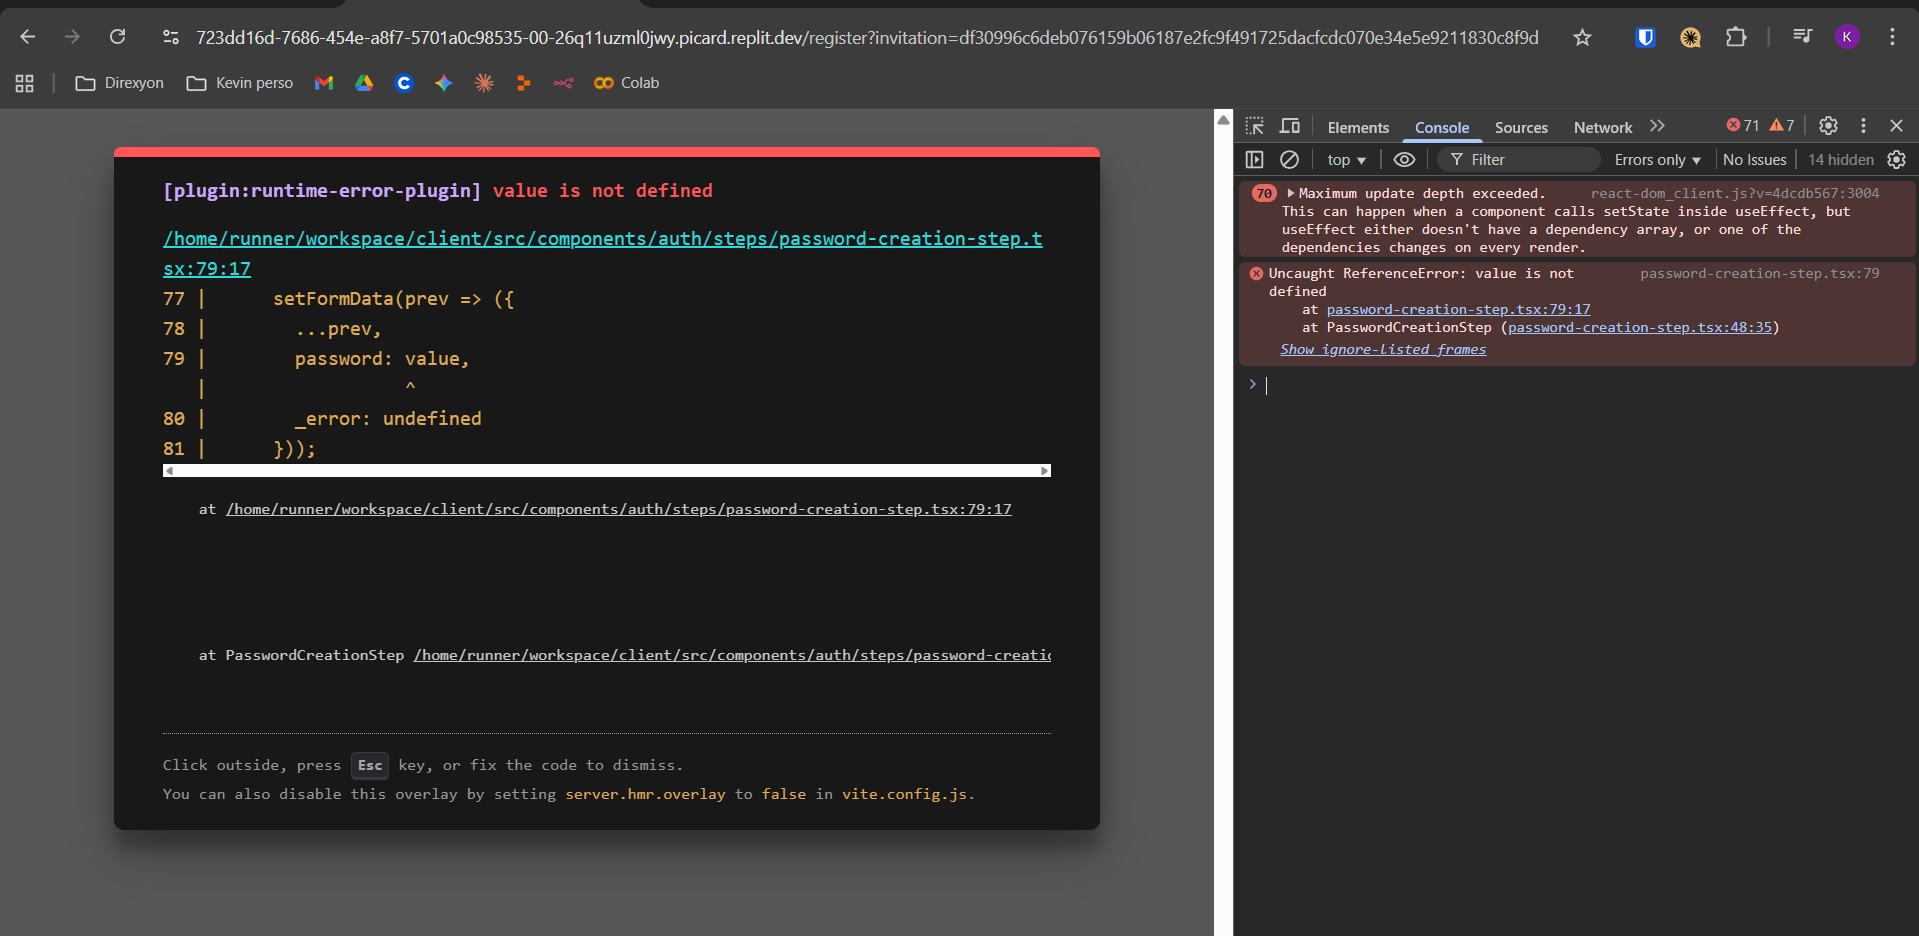 723dd16d-7686-454e-a8f7-5701a0c98535-00-26q11uzml0jwy.picard.replit.dev/register?invitation=df30996c6deb076159b06187e2fc9f491725dacfcdc070e34e5e9211830c8f9d
K
Direxyon
Kevin perso
Colab
[plugin:runtime-error-plugin] value is not defined
/home/runner/workspace/client/src/components/auth/steps/password-creation-step.t
sx:79:17
77 | setFormData(prev => ({
78 | ...prev,
79 | password: value,
| ^
80 | _error: undefined
81 | }));
at /home/runner/workspace/client/src/components/auth/steps/password-creation-step.tsx:79:17
at PasswordCreationStep /home/runner/workspace/client/src/components/auth/steps/password-creatio
Click outside, press Esc key, or fix the code to dismiss.
You can also disable this overlay by setting server.hmr.overlay to false in vite.config.js.
Elements Console Sources Network 71 7
top Filter Errors only No Issues 14 hidden
70 Maximum update depth exceeded. react-dom_client.js?v=4dcdb567:3004
This can happen when a component calls setState inside useEffect, but
useEffect either doesn't have a dependency array, or one of the
dependencies changes on every render.
Uncaught ReferenceError: value is not password-creation-step.tsx:79
defined
at password-creation-step.tsx:79:17
at PasswordCreationStep (password-creation-step.tsx:48:35)
Show ignore-listed frames